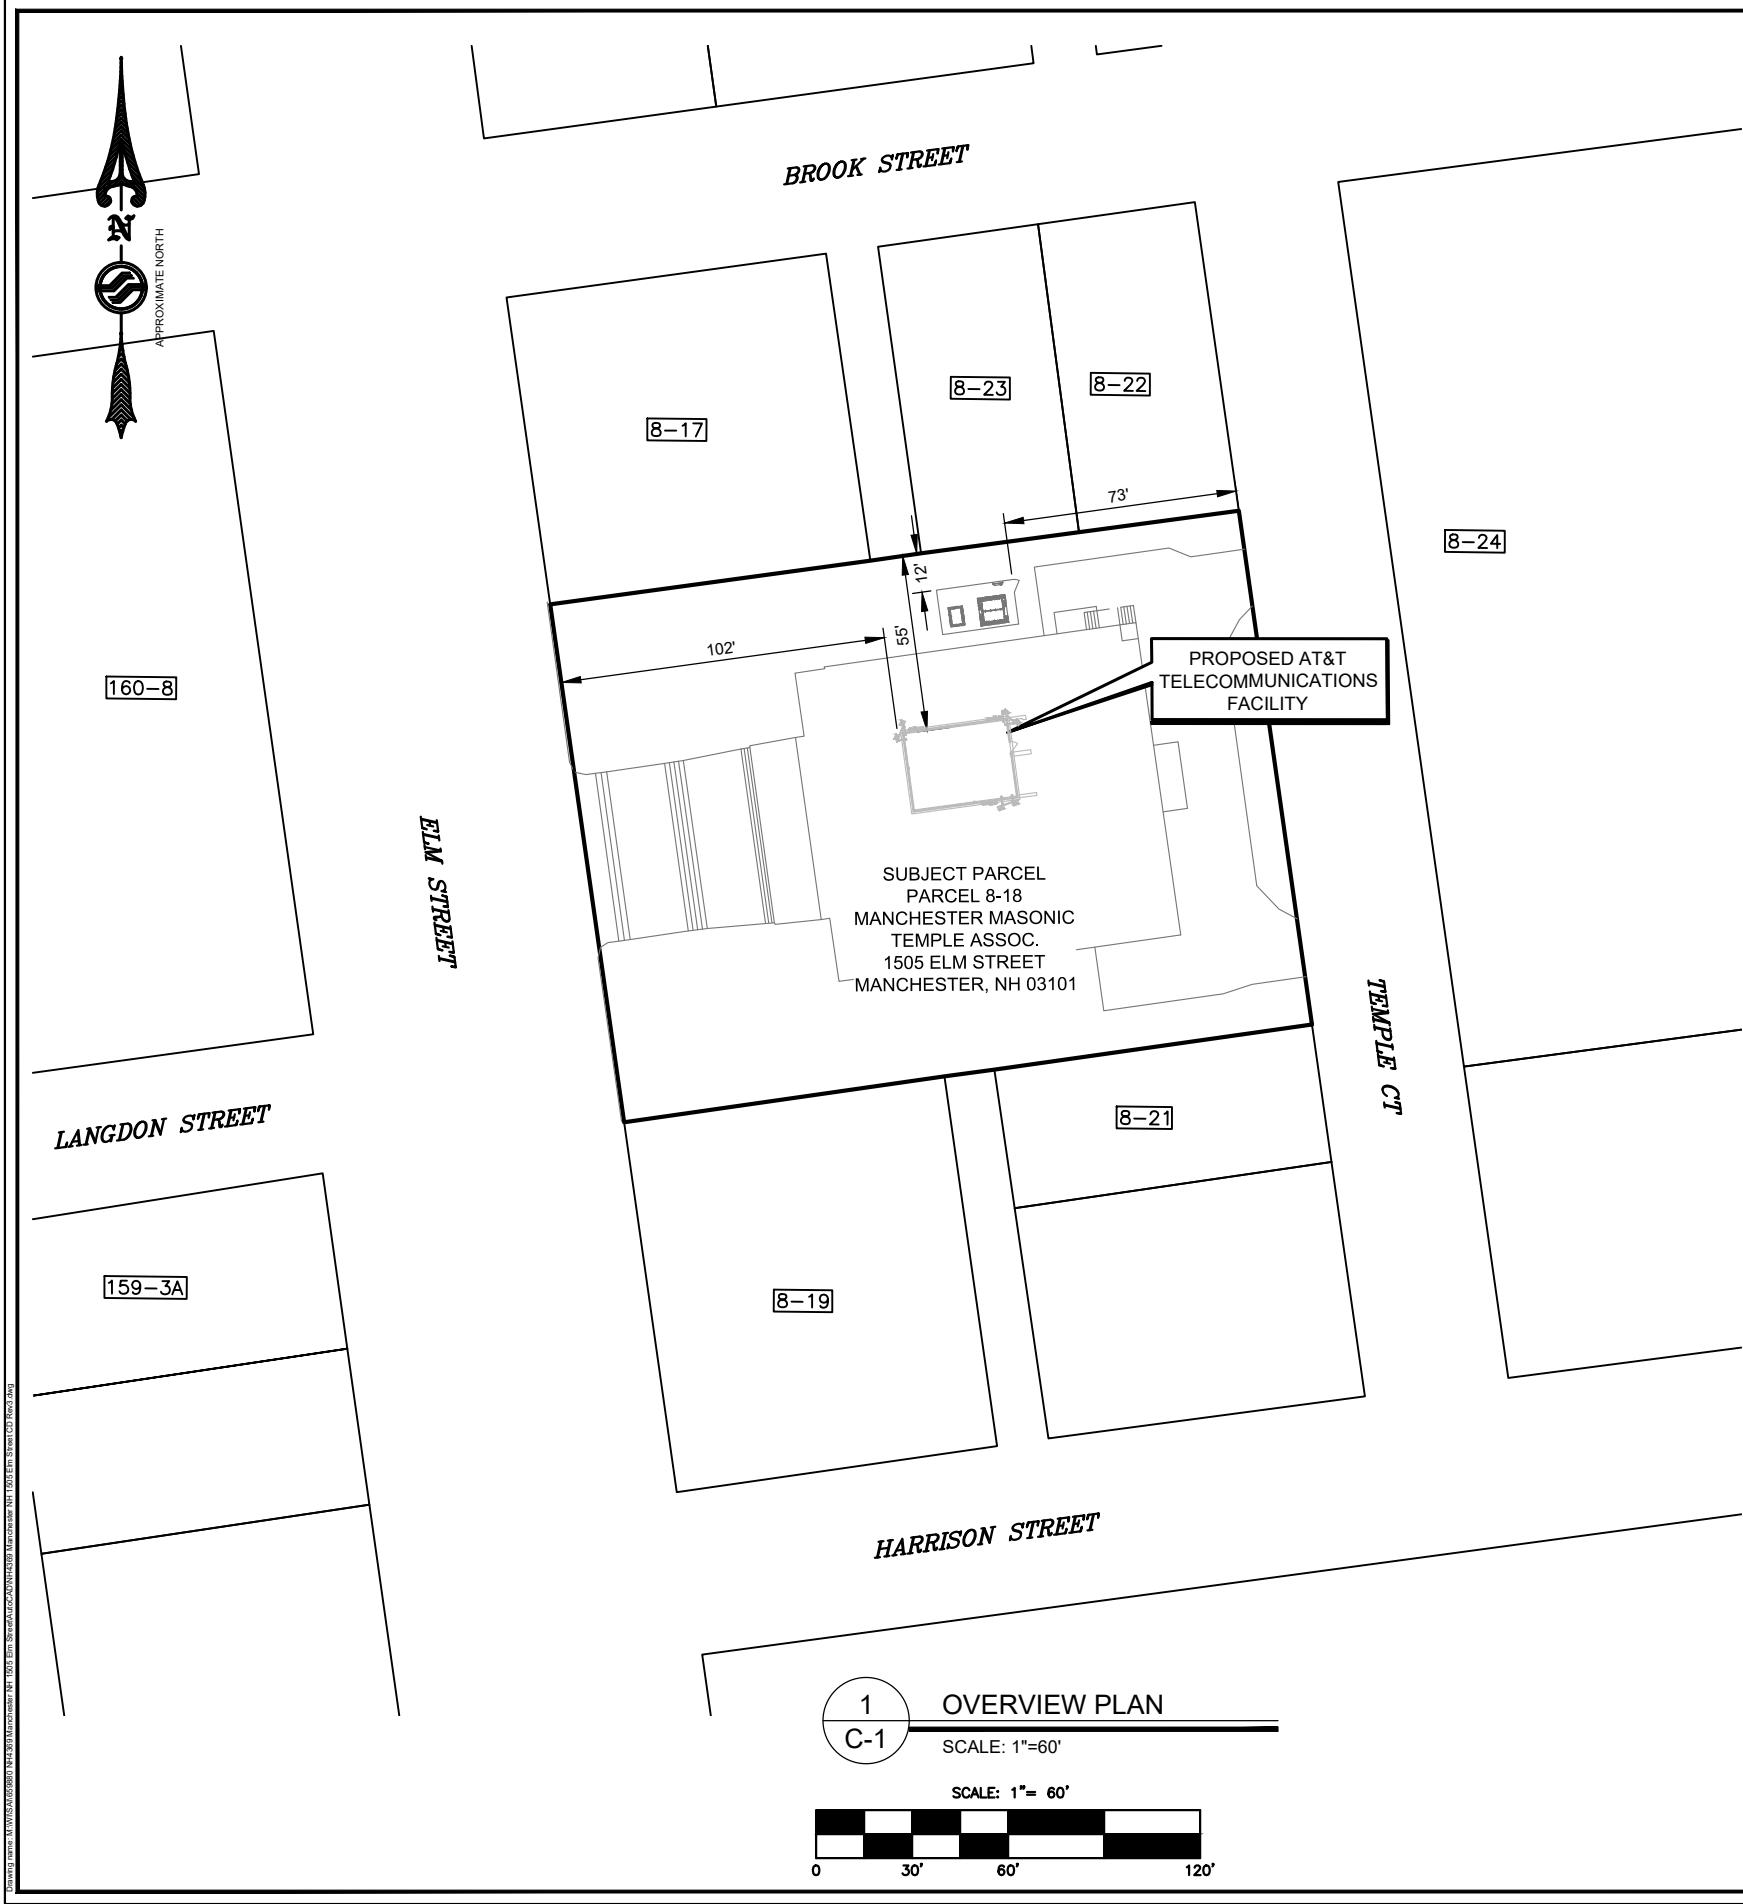 BROOK STREET
N
APPROXIMATE NORTH
8-23
8-22
8-17
73'
8-24
12'
55'
102'
160-8
PROPOSED AT&T
TELECOMMUNICATIONS
FACILITY
ELM STREET
SUBJECT PARCEL
PARCEL 8-18
MANCHESTER MASONIC
TEMPLE ASSOC.
1505 ELM STREET
MANCHESTER, NH 03101
TEMPLE CT
LANGDON STREET
8-21
159-3A
8-19
HARRISON STREET
1
C-1
OVERVIEW PLAN
SCALE: 1"=60'
SCALE: 1"= 60'
0 30' 60' 120'